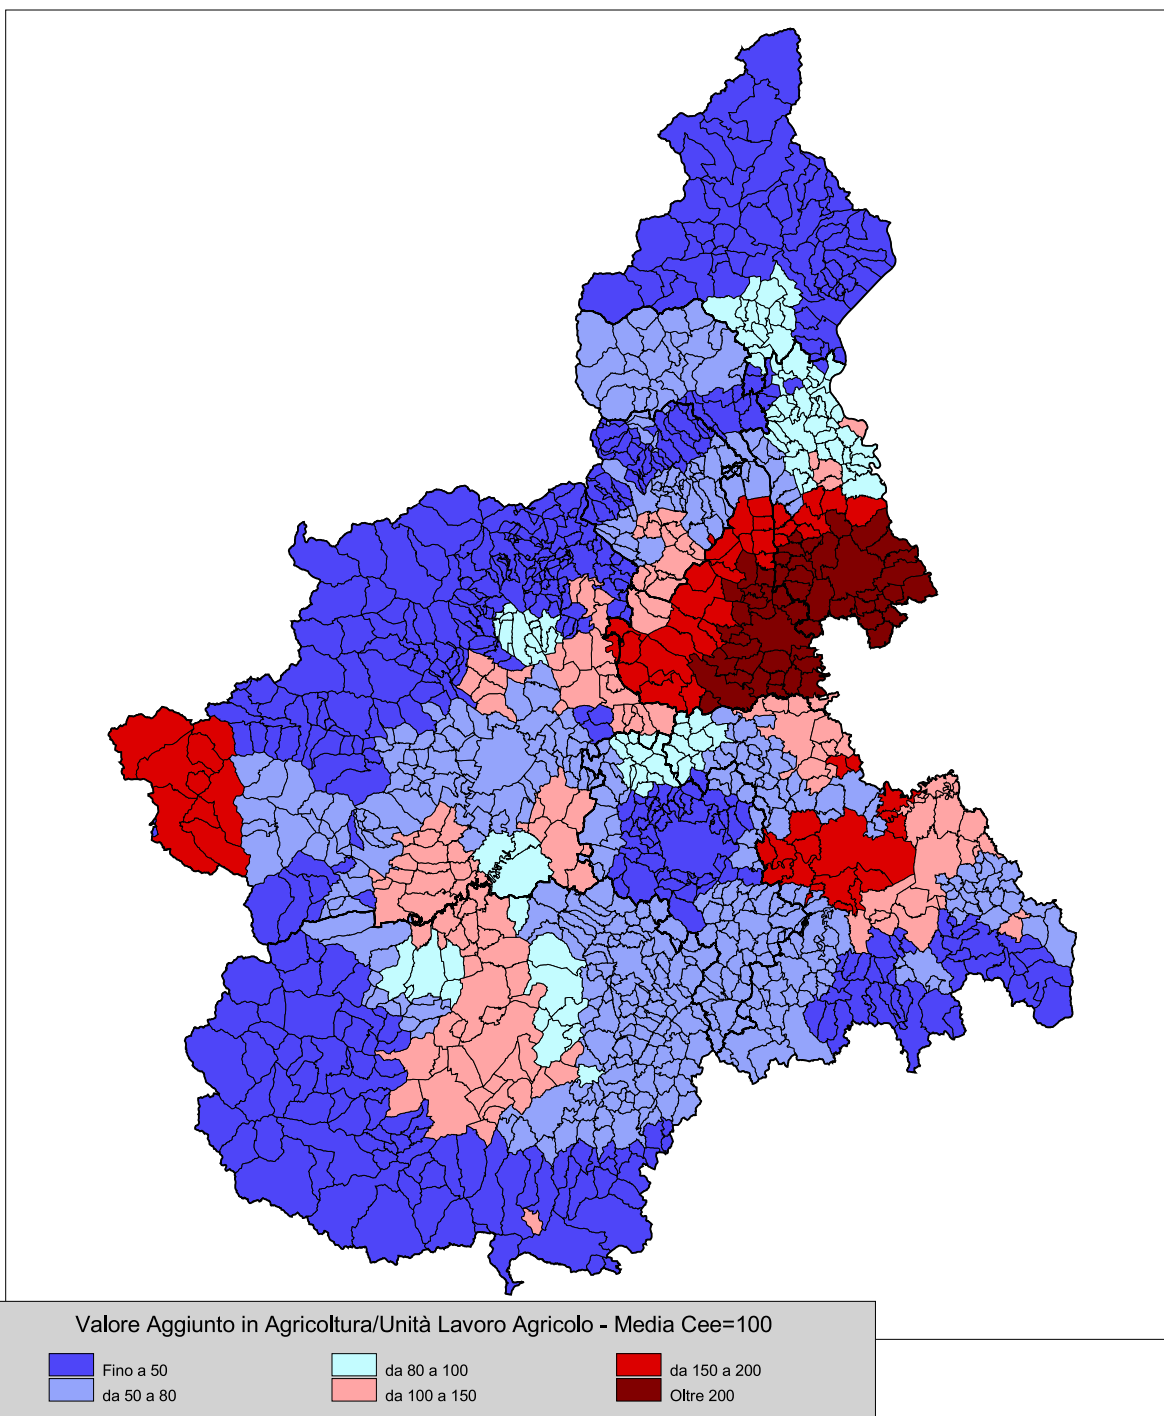 Valore Aggiunto in Agricoltura/Unità Lavoro Agricolo - Media Cee=100
Fino a 50
da 80 a 100
da 150 a 200
da 50 a 80
da 100 a 150
Oltre 200